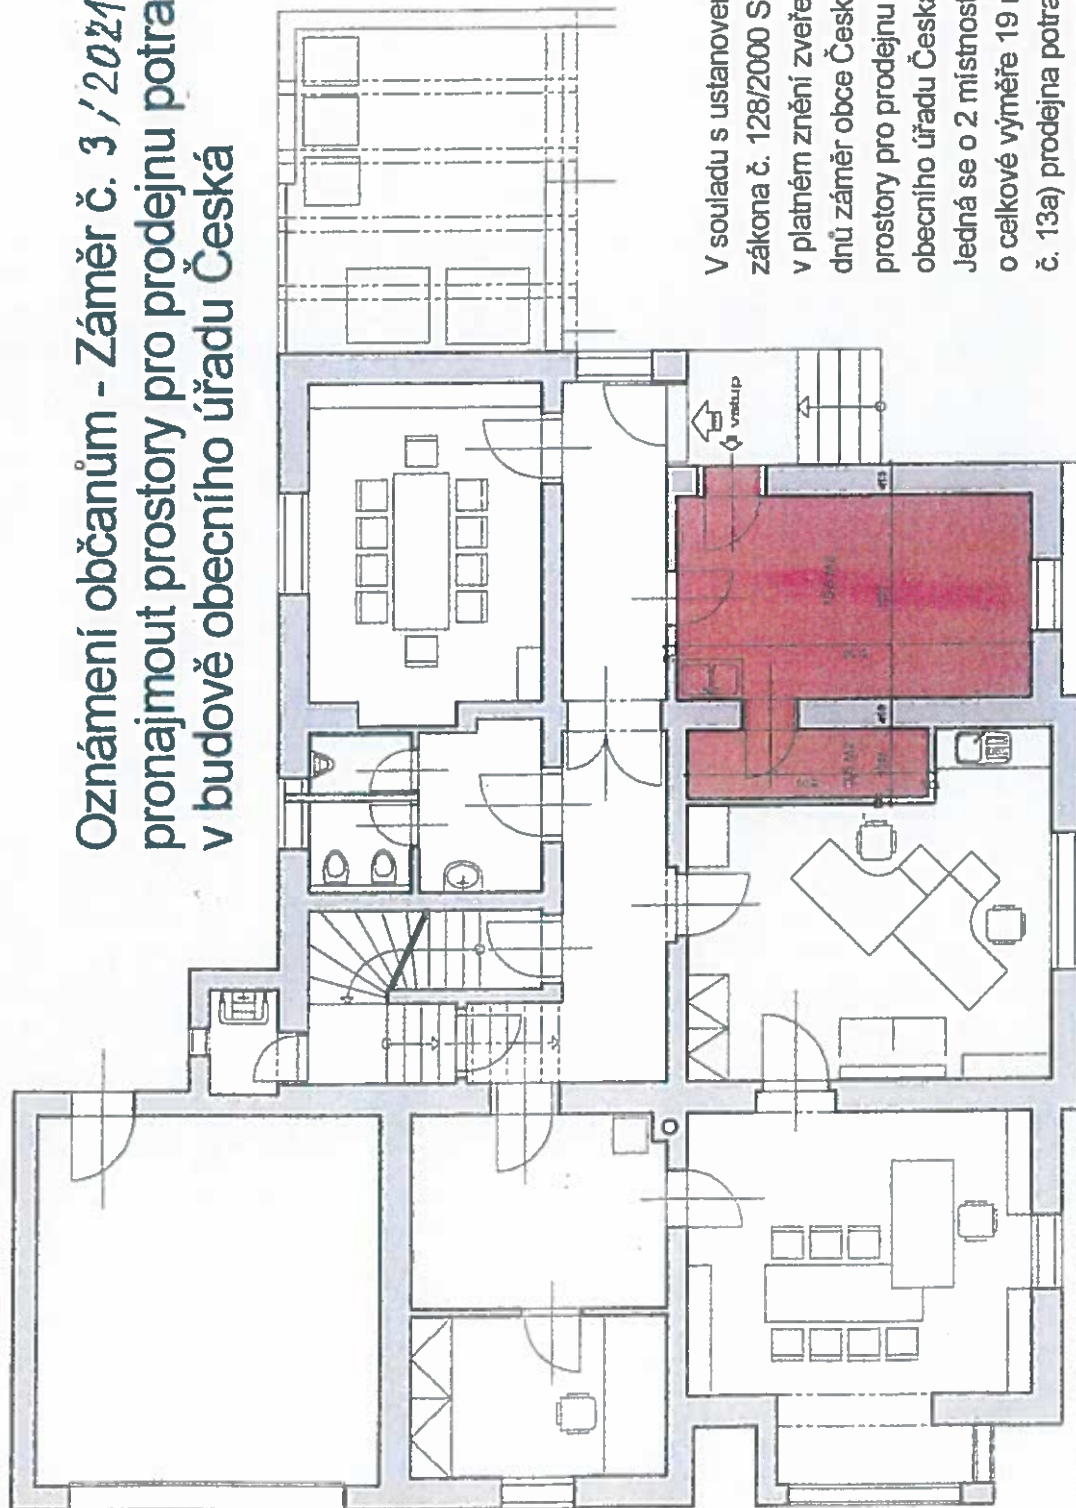 Oznámení občanům - Záměr č. 3/2021
pronajmout prostory pro prodejnu potra
v budově obecního úřadu Česká
vstup
V souladu s ustanoven
zákona č. 128/2000 S
v platném znění zveře
dnů záměr obce Česk
prostory pro prodejnu
obecního úřadu Česk
Jedná se o 2 místnost
o celkové výměře 19
č. 13a) prodejna potra